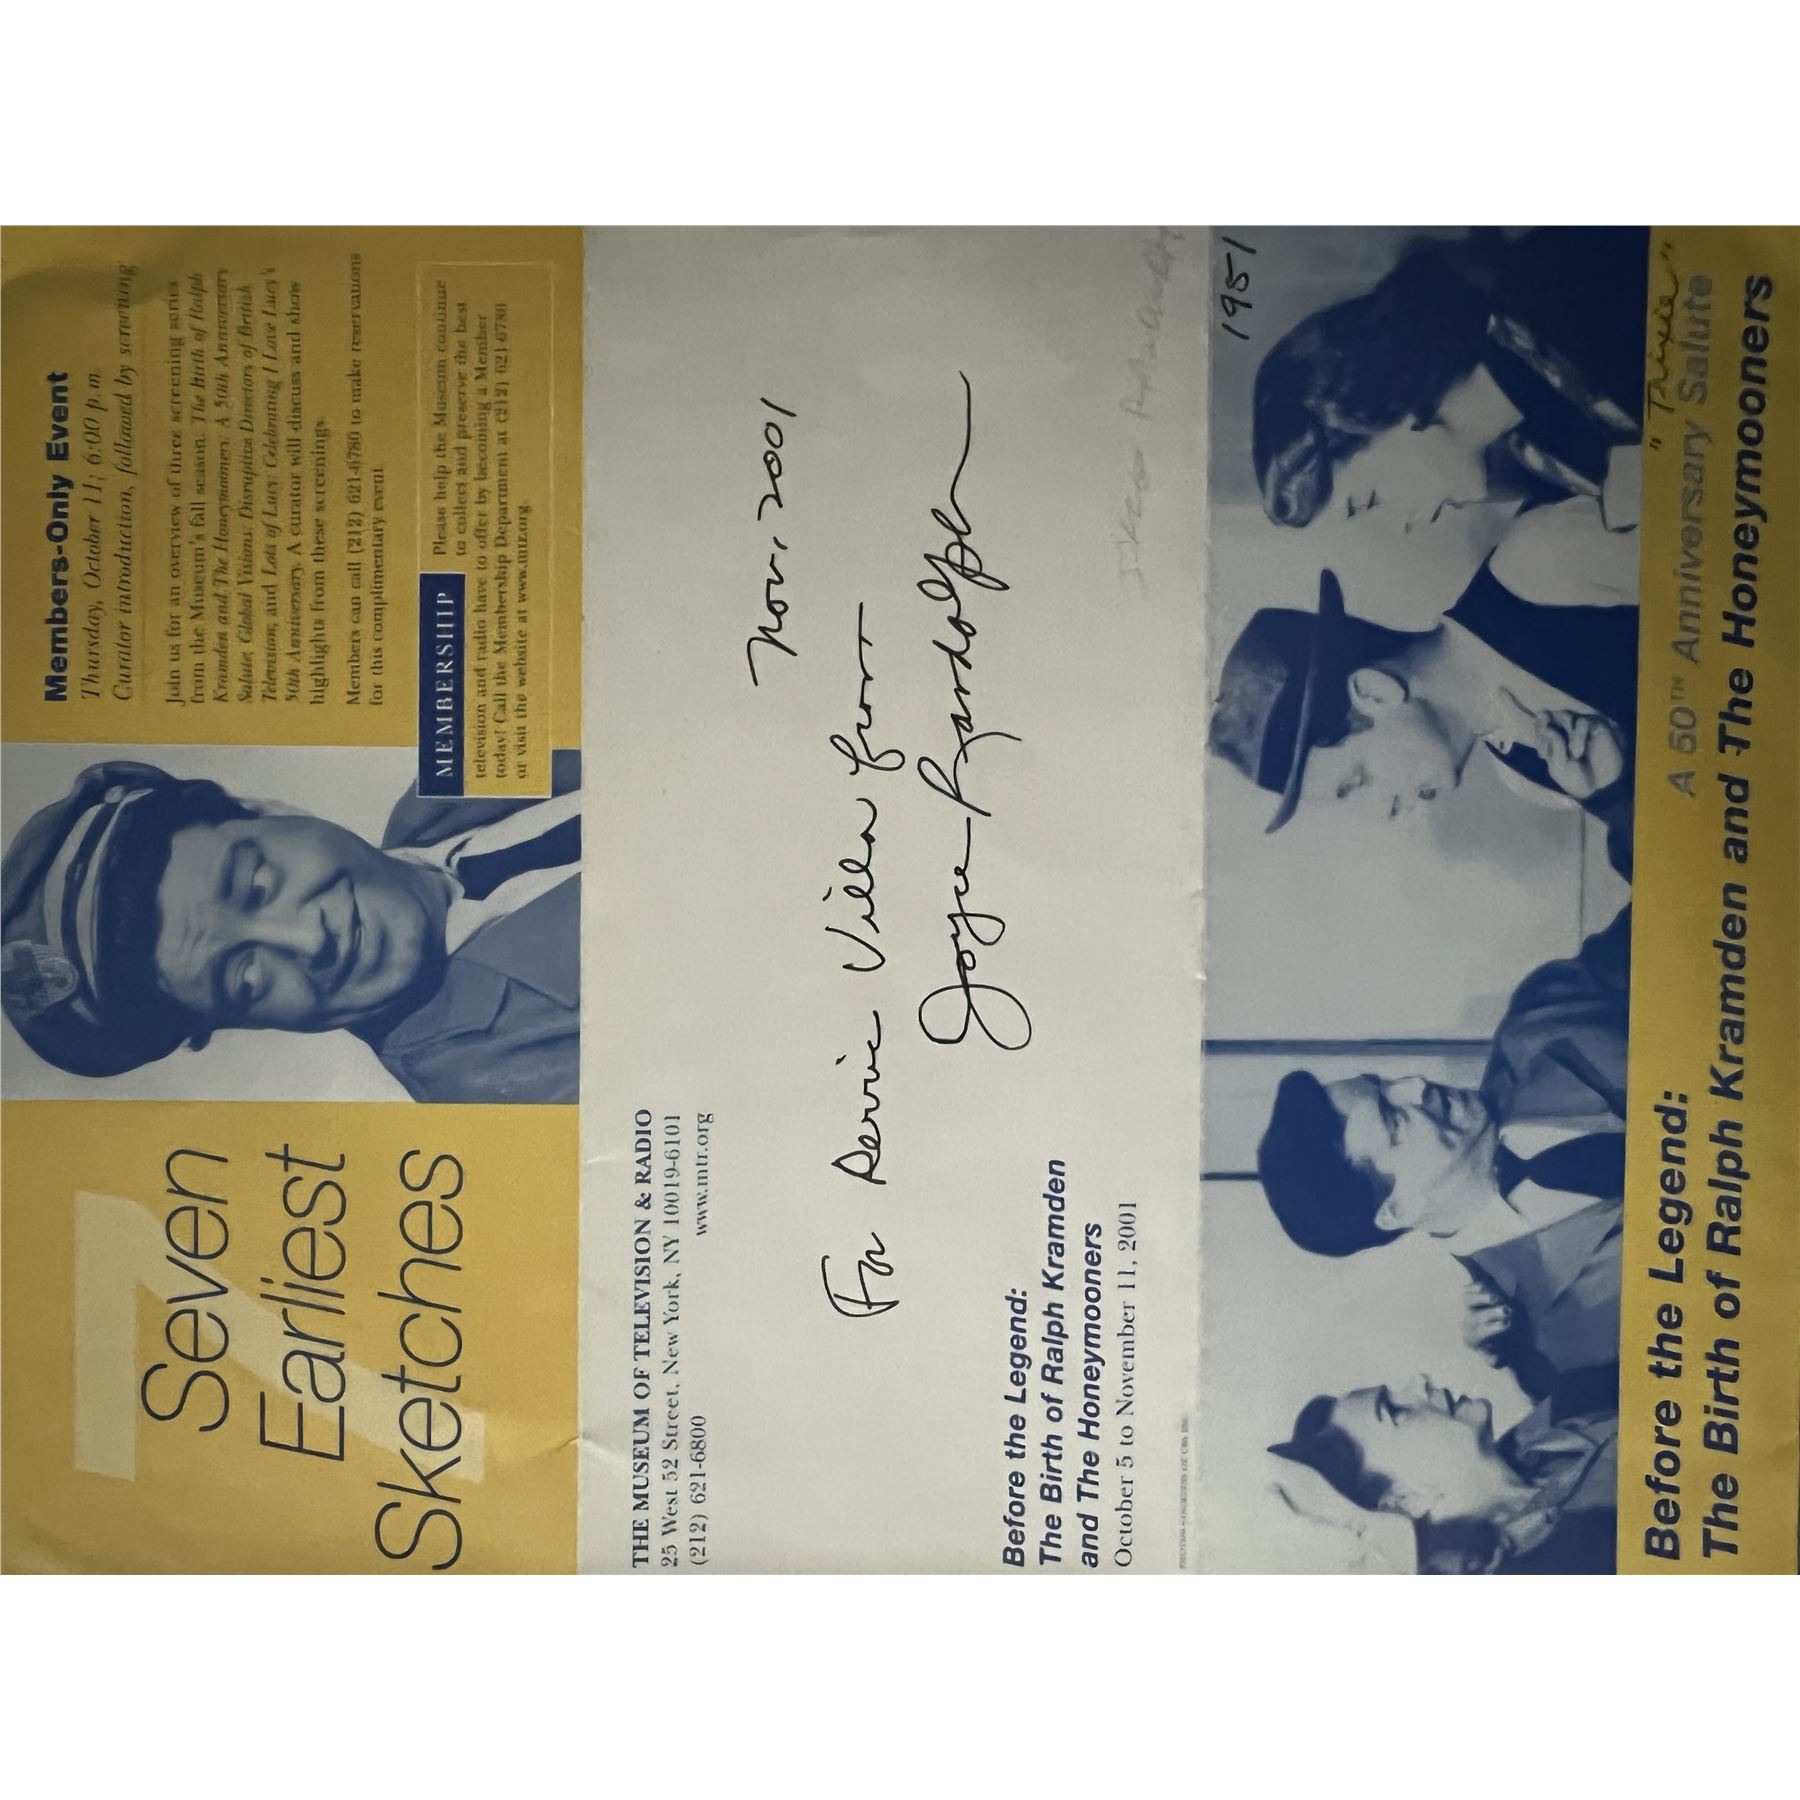 7
Seven
Earliest
Sketches
Members-Only Event
Thursday, October 11; 6:00 p.m.
Curator introduction, followed by screening
Join us for an overview of three screening series
from the Museum's fall season: The Birth of Ralph
Kramden and The Honeymooners: A 50th Anniversary
Salute; Global Visions: Disruptive Directors of British
Television; and Lots of Lucy: Celebrating I Love Lucy's
50th Anniversary. A curator will discuss and show
highlights from these screenings.
Members can call (212) 621-6780 to make reservations
for this complimentary event.
MEMBERSHIP
Please help the Museum continue
to collect and preserve the best
television and radio have to offer by becoming a Member
today! Call the Membership Department at (212) 621-6780
or visit the website at www.mtr.org.
THE MUSEUM OF TELEVISION & RADIO
25 West 52 Street, New York, NY 10019-6101
(212) 621-6800 www.mtr.org
Nov, 2001
For Pervic Villa from
Joyce Randolph
Before the Legend:
The Birth of Ralph Kramden
and The Honeymooners
October 5 to November 11, 2001
1951
"Trixie"
A 50™ Anniversary Salute
Before the Legend:
The Birth of Ralph Kramden and The Honeymooners